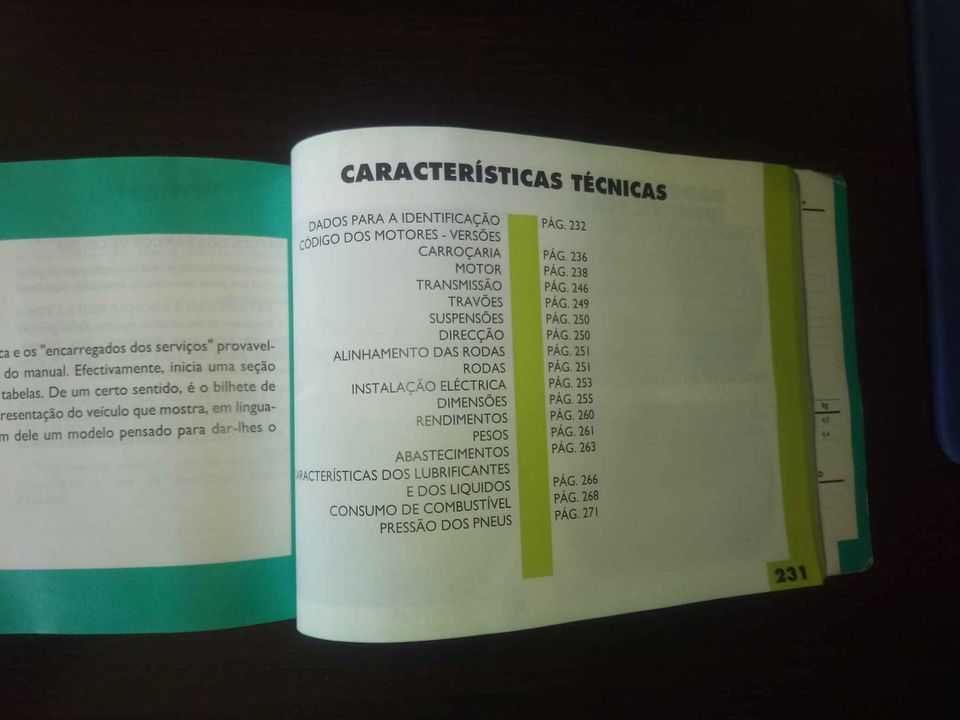 ca e os "encarregados dos serviços" provavel-
do manual. Efectivamente, inicia uma seção
tabelas. De um certo sentido, é o bilhete de
resentação do veículo que mostra, em lingua-
m dele um modelo pensado para dar-lhes o
CARACTERÍSTICAS TÉCNICAS
DADOS PARA A IDENTIFICAÇÃO PÁG. 232
CÓDIGO DOS MOTORES - VERSÕES
CARROÇARIA PÁG. 236
MOTOR PÁG. 238
TRANSMISSÃO PÁG. 246
TRAVÕES PÁG. 249
SUSPENSÕES PÁG. 250
DIRECÇÃO PÁG. 250
ALINHAMENTO DAS RODAS PÁG. 251
RODAS PÁG. 251
INSTALAÇÃO ELÉCTRICA PÁG. 253
DIMENSÕES PÁG. 255
RENDIMENTOS PÁG. 260
PESOS PÁG. 261
ABASTECIMENTOS PÁG. 263
ARACTERÍSTICAS DOS LUBRIFICANTES
E DOS LIQUIDOS PÁG. 266
CONSUMO DE COMBUSTÍVEL PÁG. 268
PRESSÃO DOS PNEUS PÁG. 271
231
kg